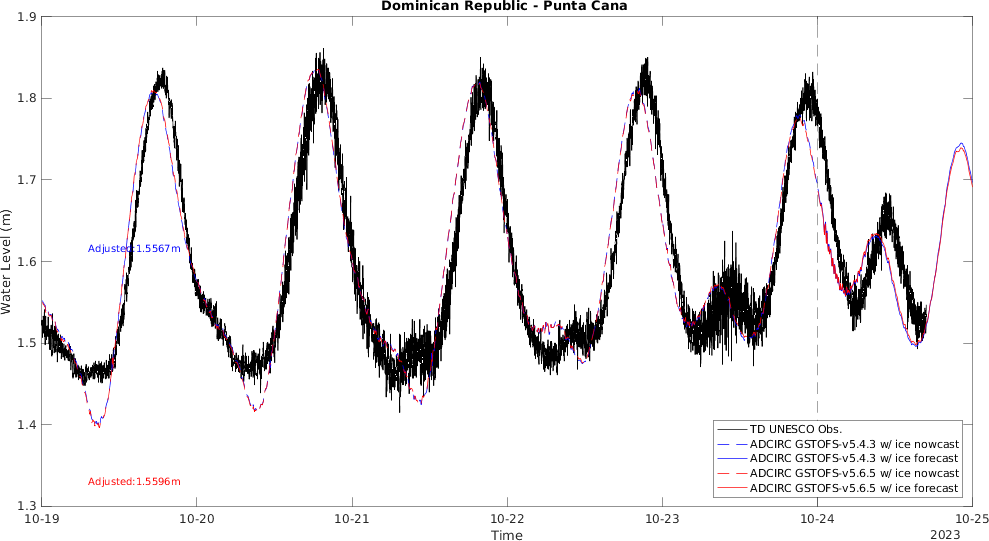 Dominican Republic - Punta Cana
1.9
1.8
1.7
1.6
1.5
1.4
1.3
Water Level (m)
Adjusted:1.5567m
Adjusted:1.5596m
TD UNESCO Obs.
ADCIRC GSTOFS-v5.4.3 w/ ice nowcast
ADCIRC GSTOFS-v5.4.3 w/ ice forecast
ADCIRC GSTOFS-v5.6.5 w/ ice nowcast
ADCIRC GSTOFS-v5.6.5 w/ ice forecast
10-19 10-20 10-21 10-22 10-23 10-24 10-25
Time
2023